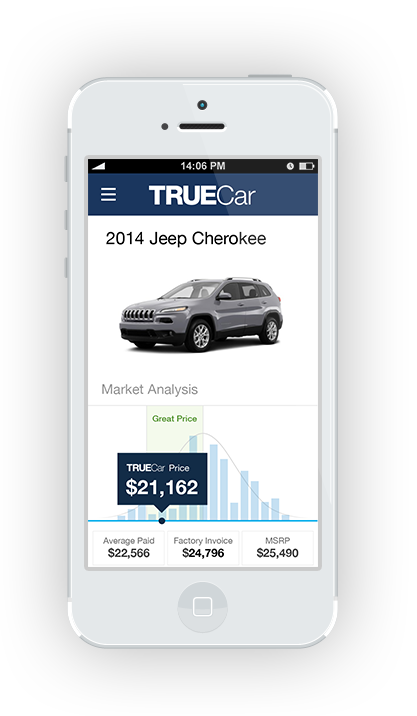 14:06 PM
TRUECar
2014 Jeep Cherokee
Market Analysis
Great Price
TRUECar Price
$21,162
Average Paid Factory Invoice MSRP
$22,566 $24,796 $25,490